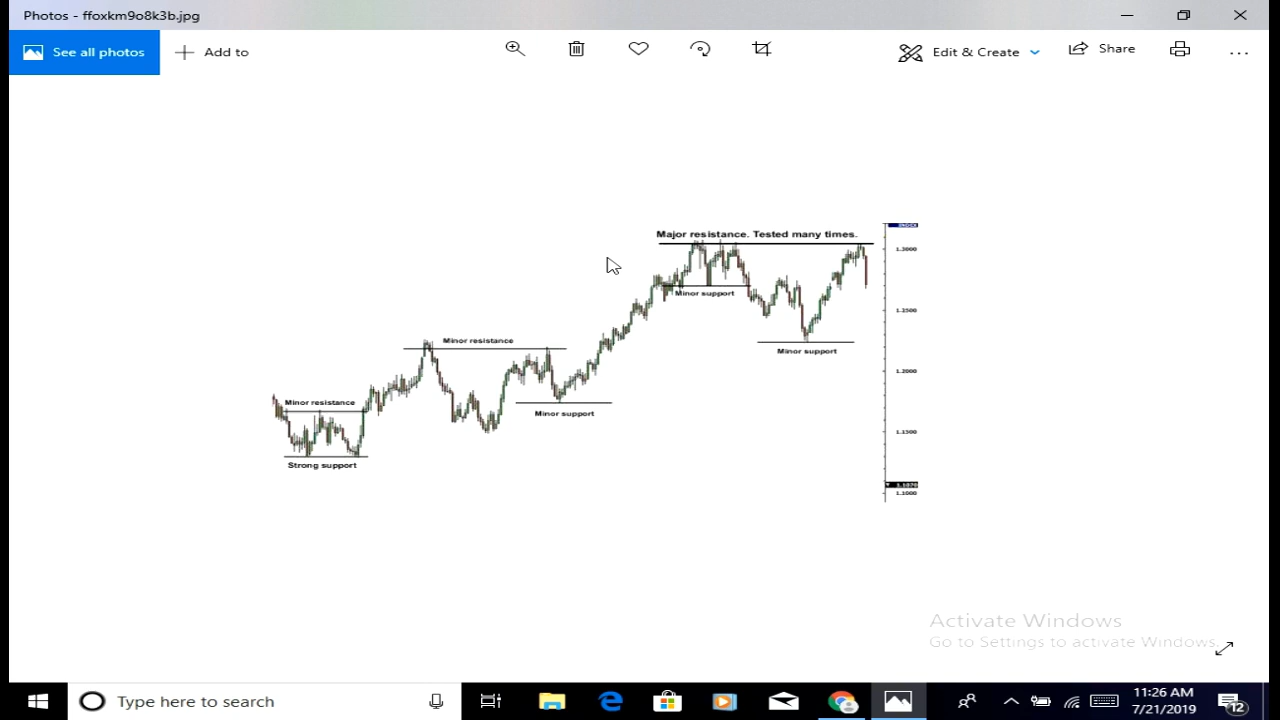 Photos - ffoxkm9o8k3b.jpg
See all photos
Add to
Edit & Create
Share
Major resistance. Tested many times.
1.3000
Minor support
1.2500
Minor resistance
Minor support
1.2000
Minor resistance
Minor support
1.1500
Strong support
1.1000
Activate Windows
Go to Settings to activate Windows.
Type here to search
11:26 AM
7/21/2019
12